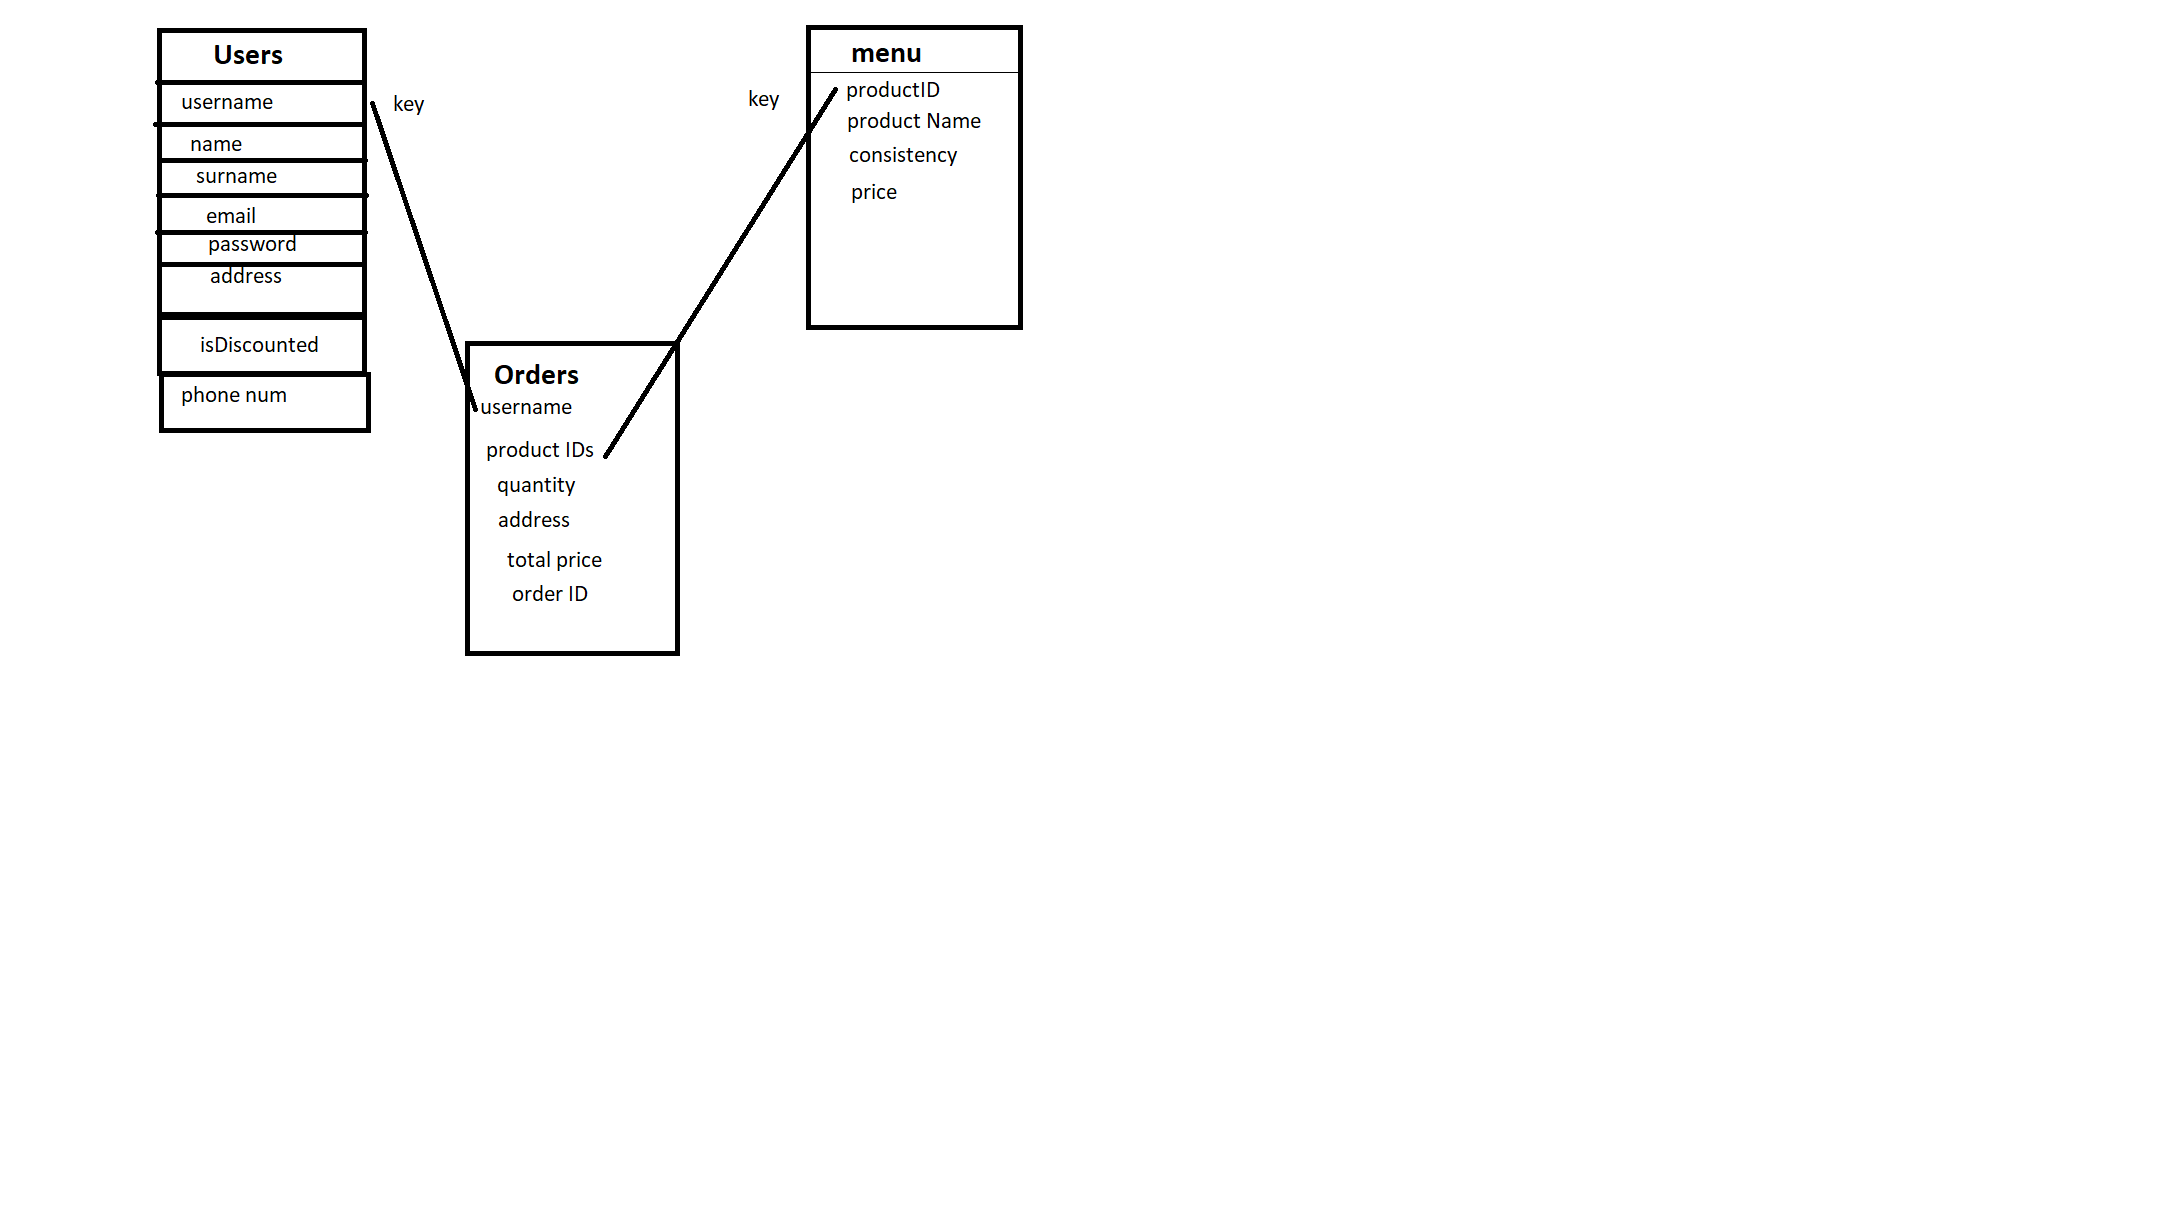 Users
username
name
surname
email
password
address
isDiscounted
phone num
key
key
menu
productID
product Name
consistency
price
Orders
username
product IDs
quantity
address
total price
order ID